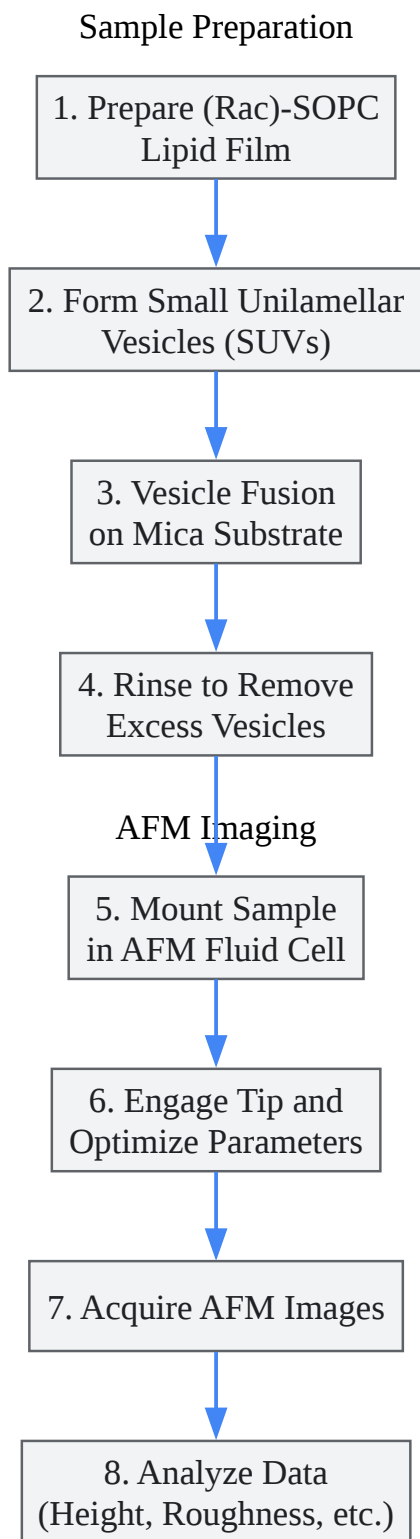 Sample Preparation
1. Prepare (Rac)-SOPC
Lipid Film
2. Form Small Unilamellar
Vesicles (SUVs)
3. Vesicle Fusion
on Mica Substrate
4. Rinse to Remove
Excess Vesicles
AFM Imaging
5. Mount Sample
in AFM Fluid Cell
6. Engage Tip and
Optimize Parameters
7. Acquire AFM Images
8. Analyze Data
(Height, Roughness, etc.)